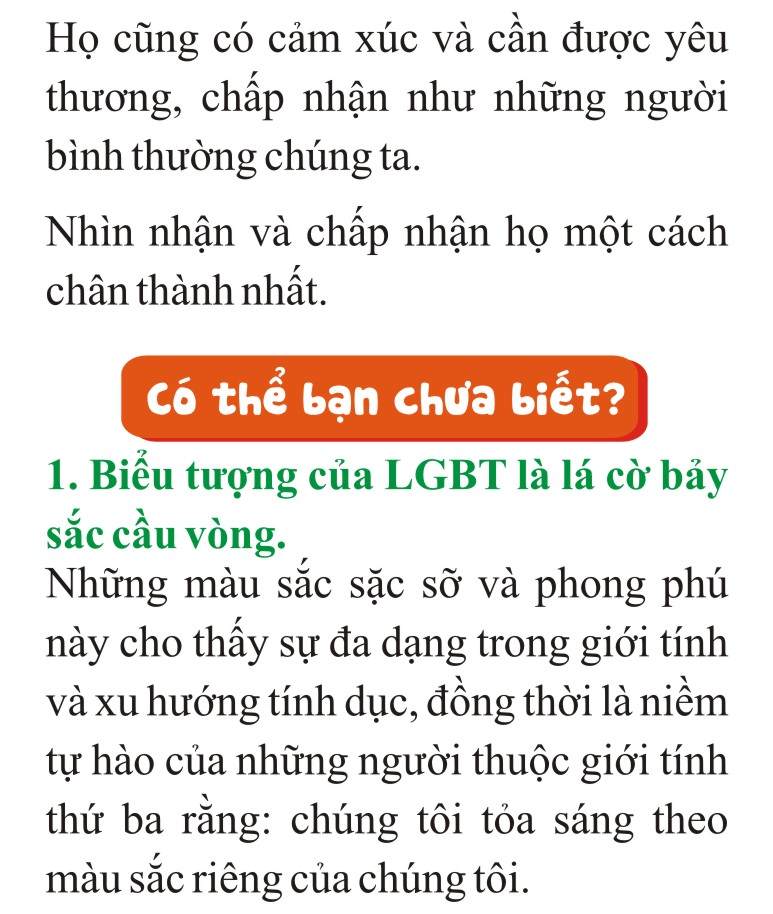 Họ cũng có cảm xúc và cần được yêu
thương, chấp nhận như những người
bình thường chúng ta.
Nhìn nhận và chấp nhận họ một cách
chân thành nhất.
Có thể bạn chưa biết?
1. Biểu tượng của LGBT là lá cờ bảy
sắc cầu vòng.
Những màu sắc sặc sỡ và phong phú
này cho thấy sự đa dạng trong giới tính
và xu hướng tính dục, đồng thời là niềm
tự hào của những người thuộc giới tính
thứ ba rằng: chúng tôi tỏa sáng theo
màu sắc riêng của chúng tôi.